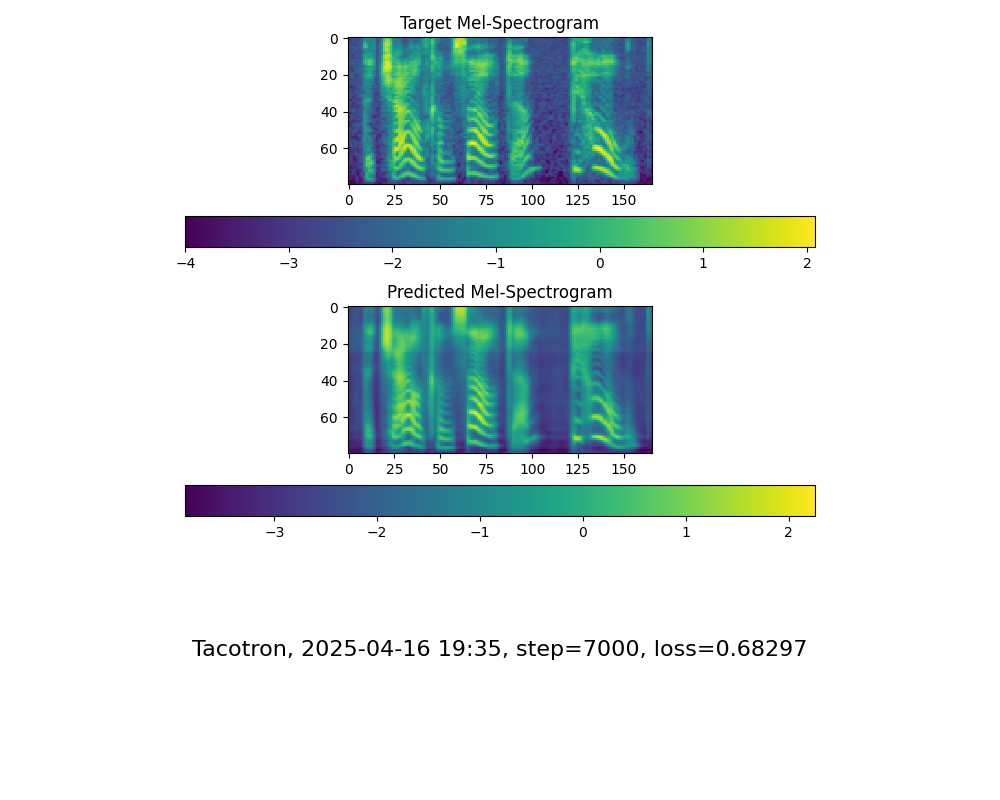 Target Mel-Spectrogram
0
20
40
60
0 25 50 75 100 125 150
−4 −3 −2 −1 0 1 2
Predicted Mel-Spectrogram
0
20
40
60
0 25 50 75 100 125 150
−3 −2 −1 0 1 2
Tacotron, 2025-04-16 19:35, step=7000, loss=0.68297